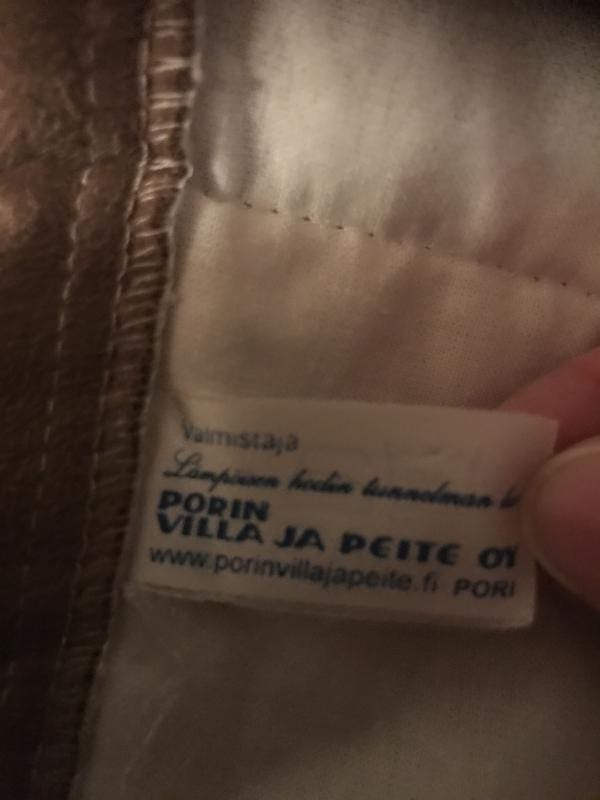 Valmistaja
Lämpöisen kodin tunnelman
PORIN
VILLA JA PEITE OY
www.porinvillajapeite.fi PORI